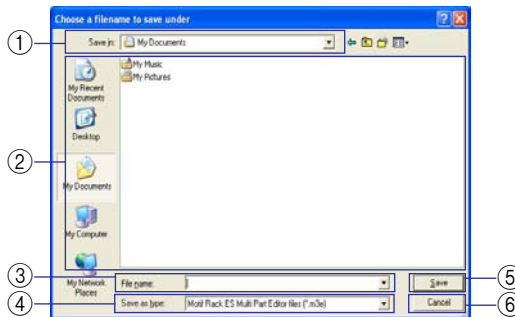 Choose a filename to save under
① Save in: My Documents
My Music
My Pictures
My Recent
Documents
Desktop
②
My Documents
My Computer
My Network
Places
③ File name:
⑤ Save
④ Save as type: Motif Rack ES Multi Part Editor files (*.m3e)
⑥ Cancel